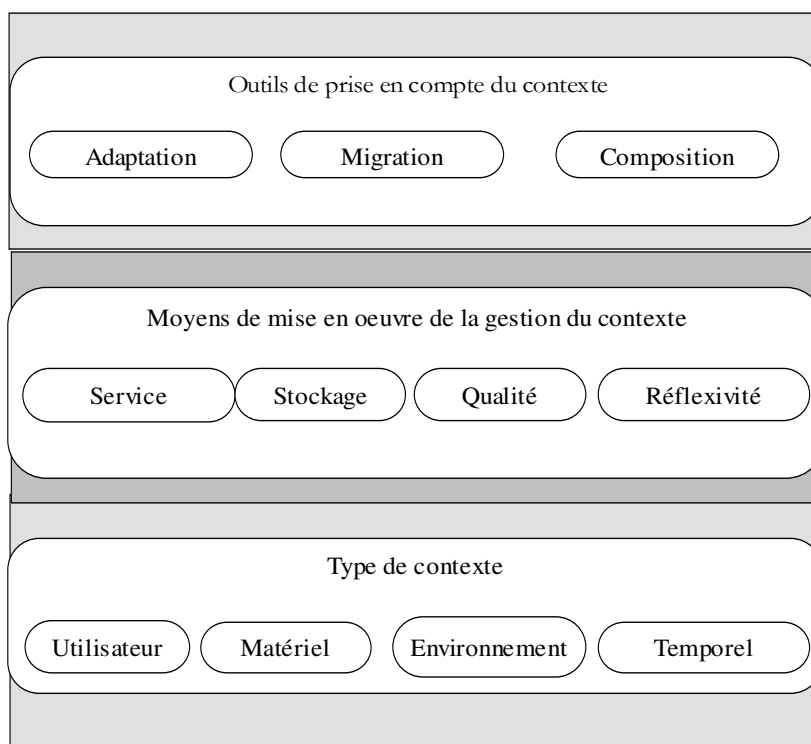 Outils de prise en compte du contexte
Adaptation Migration Composition
Moyens de mise en oeuvre de la gestion du contexte
Service Stockage Qualité Réflexivité
Type de contexte
Utilisateur Matériel Environnement Temporel